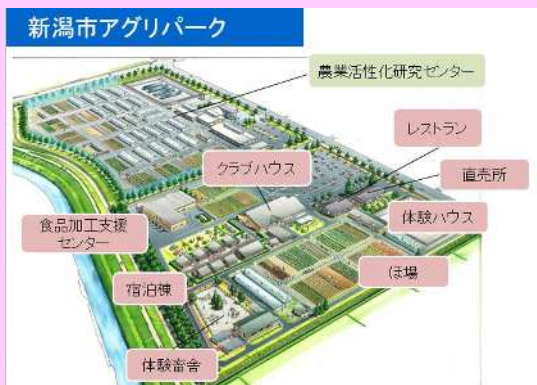 新潟市アグリパーク
農業活性化研究センター
レストラン
クラブハウス
直売所
食品加工支援
センター
体験ハウス
ほ場
宿泊棟
体験畜舎